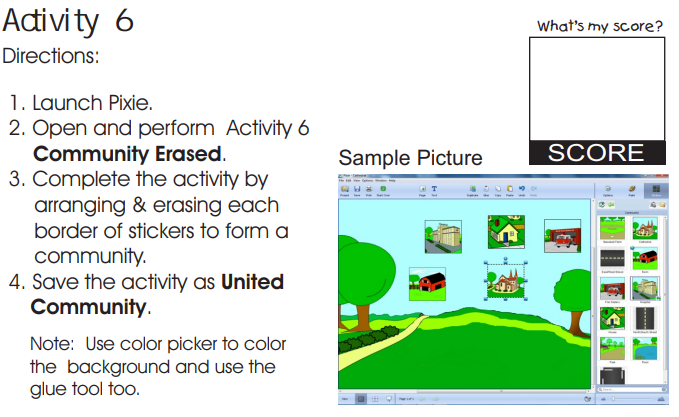 Activity 6
What's my score?
Directions:
1. Launch Pixie.
2. Open and perform Activity 6
Community Erased.
3. Complete the activity by
arranging & erasing each
border of stickers to form a
community.
4. Save the activity as United
Community.
Note: Use color picker to color
the background and use the
glue tool too.
SCORE
Sample Picture